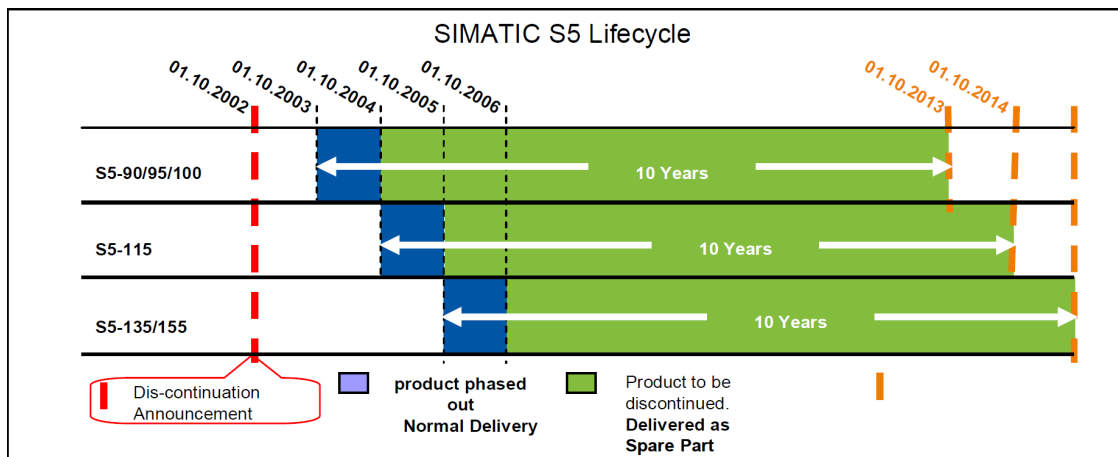 SIMATIC S5 Lifecycle
01.10.2002
01.10.2003
01.10.2004
01.10.2005
01.10.2006
01.10.2013
01.10.2014
S5-90/95/100
10 Years
S5-115
10 Years
S5-135/155
10 Years
Dis-continuation
Announcement
product phased
out
Normal Delivery
Product to be
discontinued.
Delivered as
Spare Part